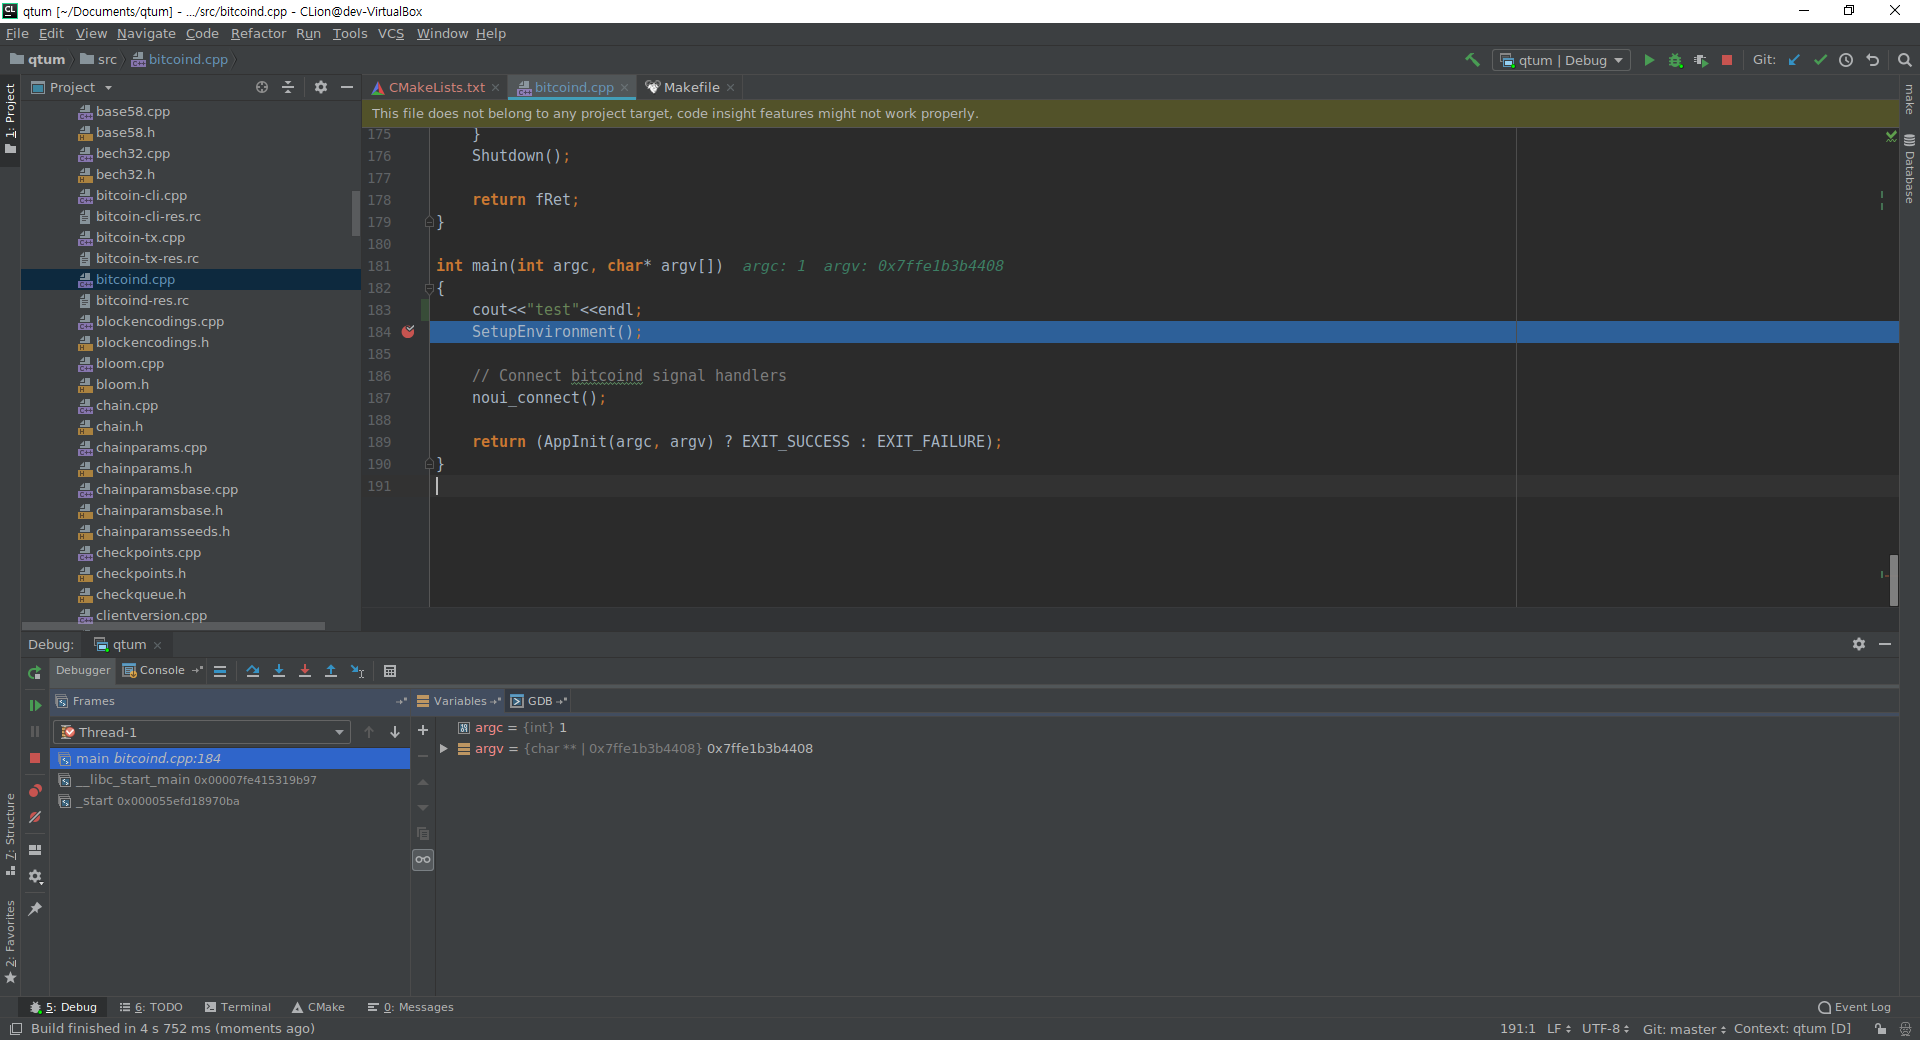 qtum [~/Documents/qtum] - .../src/bitcoind.cpp - CLion@dev-VirtualBox
File Edit View Navigate Code Refactor Run Tools VCS Window Help
qtum src bitcoind.cpp
qtum | Debug
Git:
1: Project
Project
CMakeLists.txt
bitcoind.cpp
Makefile
This file does not belong to any project target, code insight features might not work properly.
base58.cpp
base58.h
bech32.cpp
bech32.h
bitcoin-cli.cpp
bitcoin-cli-res.rc
bitcoin-tx.cpp
bitcoin-tx-res.rc
bitcoind.cpp
bitcoind-res.rc
blockencodings.cpp
blockencodings.h
bloom.cpp
bloom.h
chain.cpp
chain.h
chainparams.cpp
chainparams.h
chainparamsbase.cpp
chainparamsbase.h
chainparamsseeds.h
checkpoints.cpp
checkpoints.h
checkqueue.h
clientversion.cpp
175 }
176 Shutdown();
177
178 return fRet;
179 }
180
181 int main(int argc, char* argv[]) argc: 1 argv: 0x7ffe1b3b4408
182 {
183 cout<<"test"<<endl;
184 SetupEnvironment();
185
186 // Connect bitcoind signal handlers
187 noui_connect();
188
189 return (AppInit(argc, argv) ? EXIT_SUCCESS : EXIT_FAILURE);
190 }
191
make
Database
Debug: qtum
Debugger Console
Frames
Variables GDB
Thread-1
main bitcoind.cpp:184
__libc_start_main 0x00007fe415319b97
_start 0x000055efd18970ba
argc = {int} 1
argv = {char ** | 0x7ffe1b3b4408} 0x7ffe1b3b4408
7: Structure
2: Favorites
5: Debug 6: TODO Terminal CMake 0: Messages Event Log
Build finished in 4 s 752 ms (moments ago) 191:1 LF UTF-8 Git: master Context: qtum [D]